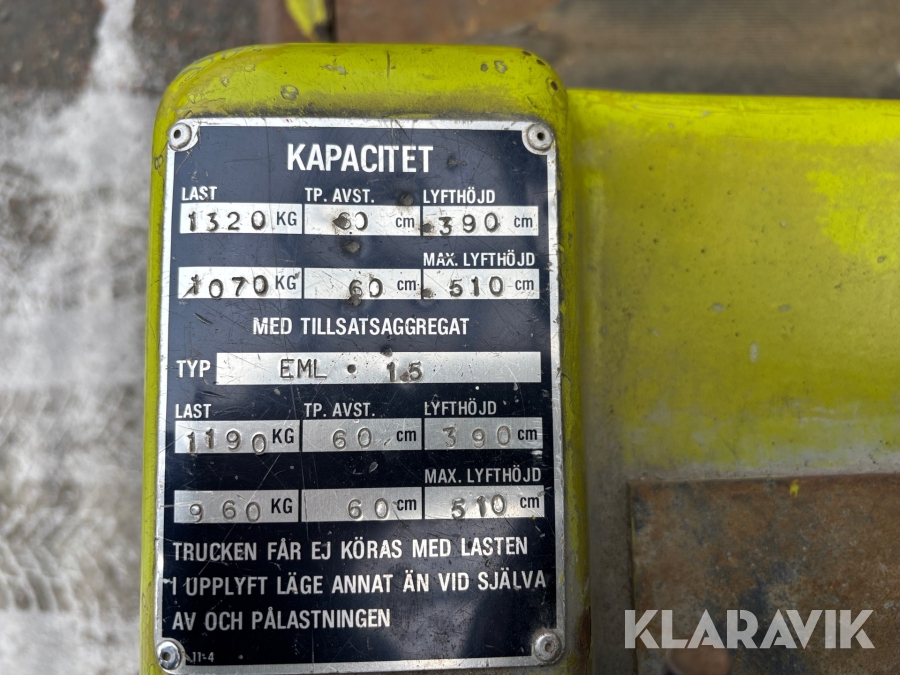 KAPACITET
LAST TP. AVST. LYFTHÖJD
1320 KG 60 cm 390 cm
MAX. LYFTHÖJD
1070 KG 60 cm 510 cm
MED TILLSATSAGGREGAT
TYP EML • 1.5
LAST TP. AVST. LYFTHÖJD
1190 KG 60 cm 390 cm
MAX. LYFTHÖJD
960 KG 60 cm 510 cm
TRUCKEN FÅR EJ KÖRAS MED LASTEN
I UPPLYFT LÄGE ANNAT ÄN VID SJÄLVA
AV OCH PÅLASTNINGEN
11-4
KLARAVIK